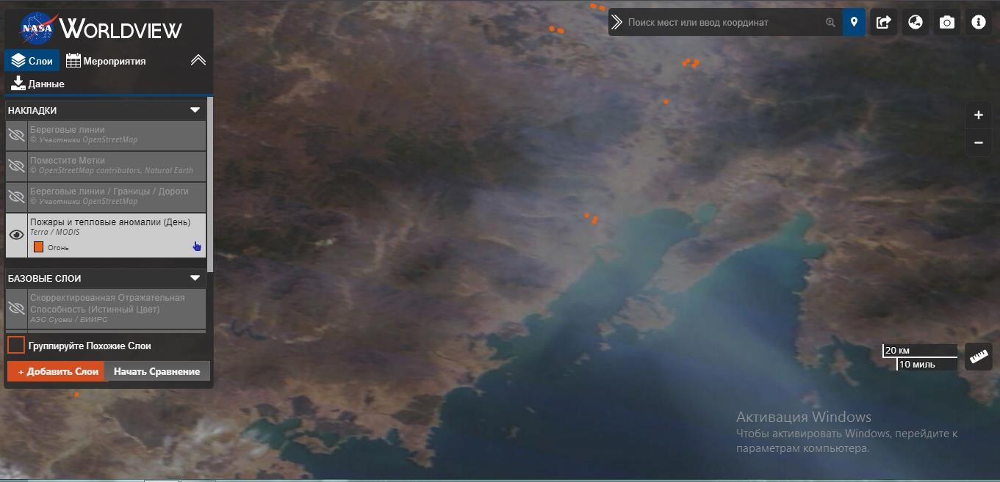 NASA WORLDVIEW
Поиск мест или ввод координат
Слои
Мероприятия
Данные
НАКЛАДКИ
Береговые линии
© Участники OpenStreetMap
Поместите Метки
© OpenStreetMap contributors, Natural Earth
Береговые линии / Границы / Дороги
© Участники OpenStreetMap
Пожары и тепловые аномалии (День)
Terra / MODIS
Огонь
БАЗОВЫЕ СЛОИ
Скорректированная Отражательная
Способность (Истинный Цвет)
АЭС Суоми / ВИИРС
Группируйте Похожие Слои
+ Добавить Слои
Начать Сравнение
20 км
10 миль
Активация Windows
Чтобы активировать Windows, перейдите к
параметрам компьютера.